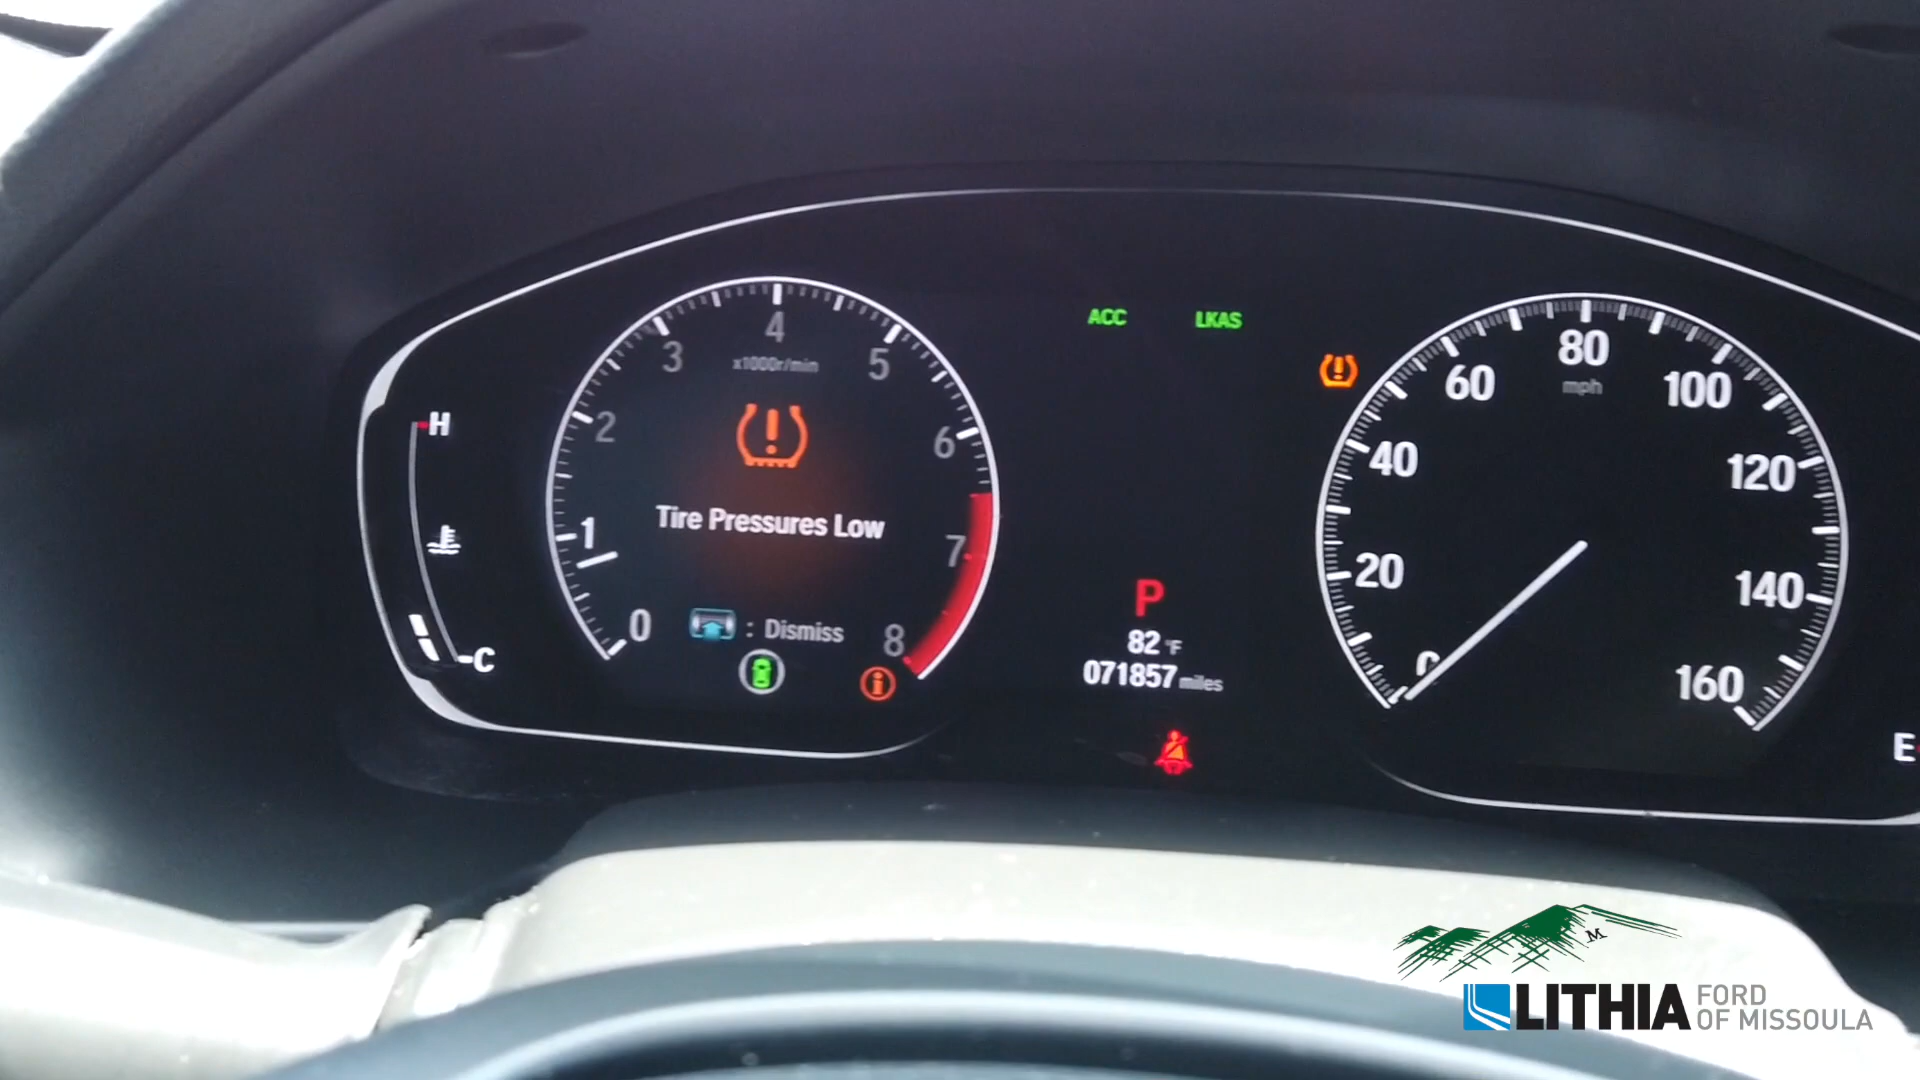 H
C
4
x1000r/min
3
5
2
6
Tire Pressures Low
1
7
0
: Dismiss
8
ACC
LKAS
P
82 °F
071857 miles
80
mph
60
100
40
120
20
140
0
160
E
M
LITHIA FORD
OF MISSOULA